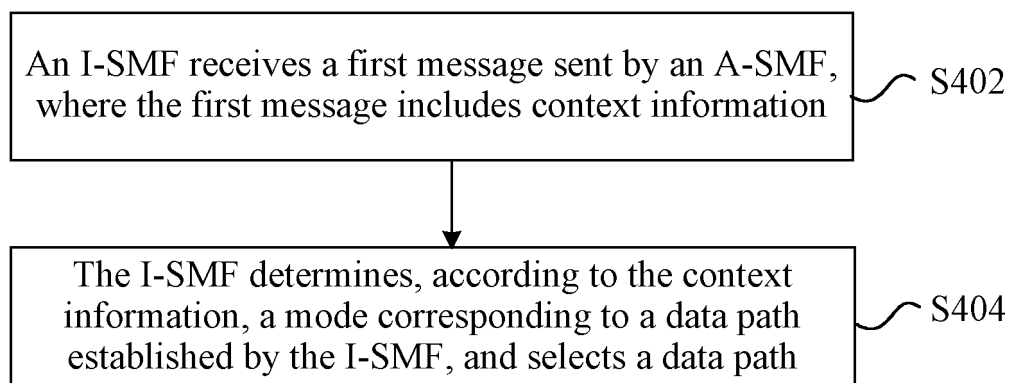 An I-SMF receives a first message sent by an A-SMF,
where the first message includes context information
S402
The I-SMF determines, according to the context
information, a mode corresponding to a data path
established by the I-SMF, and selects a data path
S404